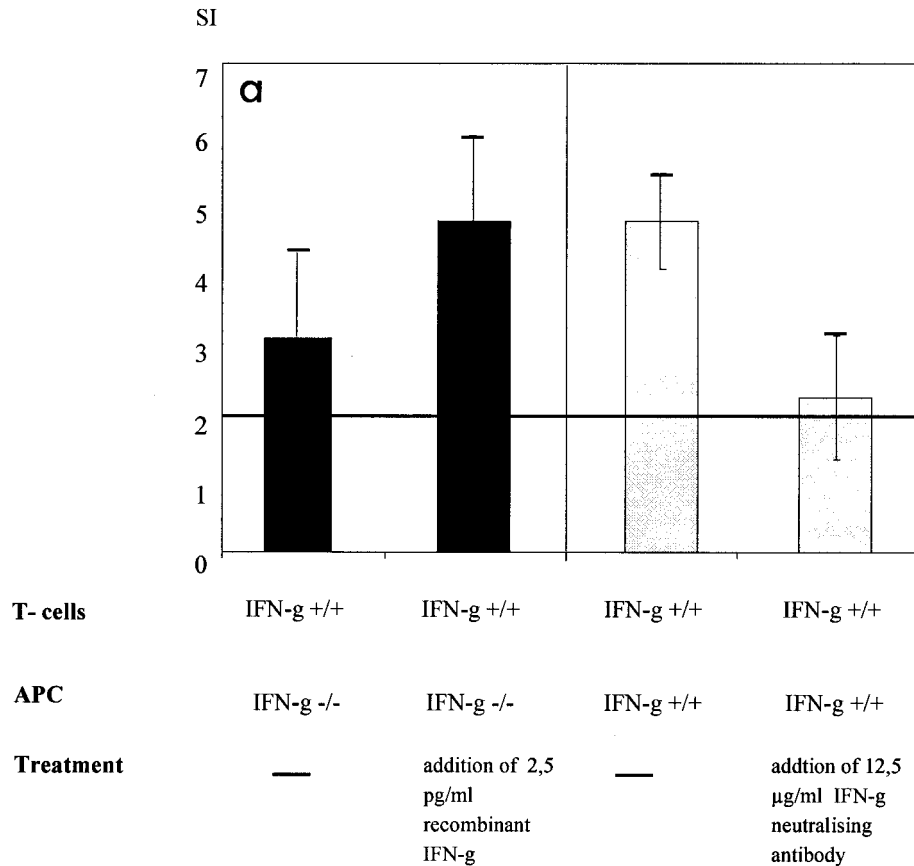 SI
a
7
6
5
4
3
2
1
0
T- cells IFN-g +/+ IFN-g +/+ IFN-g +/+ IFN-g +/+
APC IFN-g -/- IFN-g -/- IFN-g +/+ IFN-g +/+
Treatment — addition of 2,5 — addtion of 12,5
pg/ml µg/ml IFN-g
recombinant neutralising
IFN-g antibody